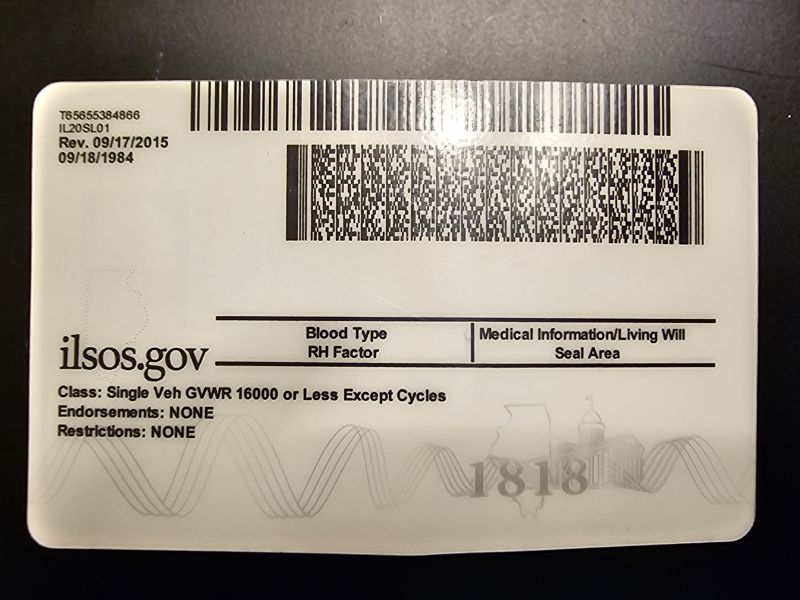 T65655384866
IL20SL01
Rev. 09/17/2015
09/18/1984
Blood Type
RH Factor
Medical Information/Living Will
Seal Area
ilsos.gov
Class: Single Veh GVWR 16000 or Less Except Cycles
Endorsements: NONE
Restrictions: NONE
1818